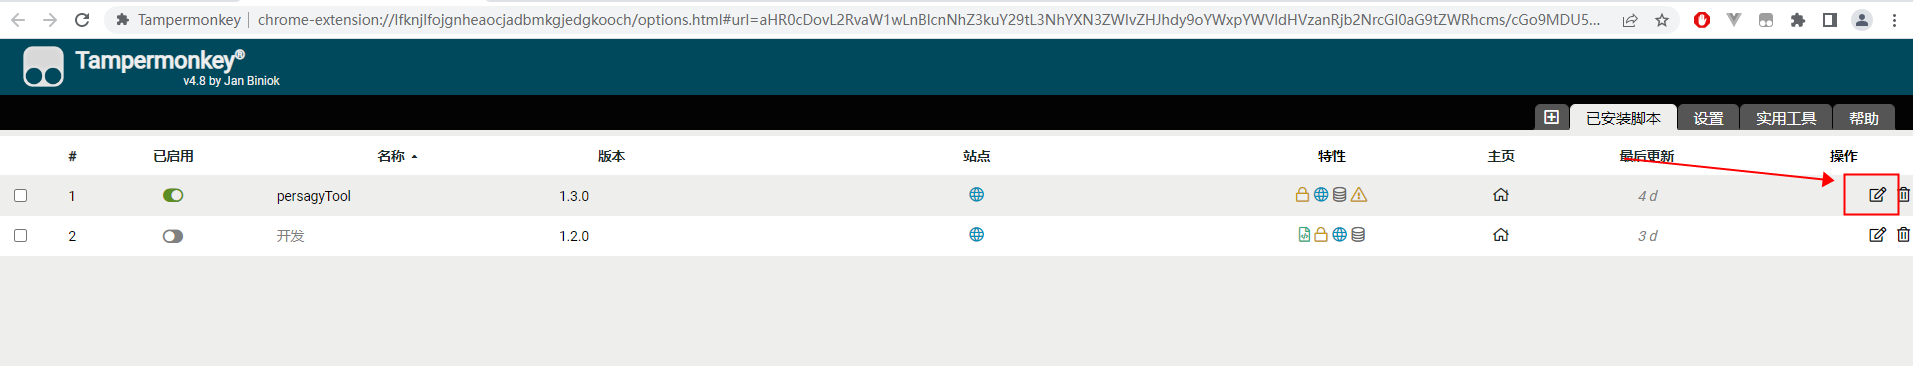 Tampermonkey | chrome-extension://lfknjlfojgnheaocjadbmkgjedgkooch/options.html#url=aHR0cDovL2RvaW1wLnBlcnNhZ3kuY29tL3NhYXN3ZWIvZHJhdy9oYWxpYWVldHVzanRjb2NrcGl0aG9tZWRhcms/cGo9MDU5...
Tampermonkey®
v4.8 by Jan Biniok
已安装脚本 设置 实用工具 帮助
# 已启用 名称 版本 站点 特性 主页 最后更新 操作
1 persagyTool 1.3.0 4 d
2 开发 1.2.0 3 d